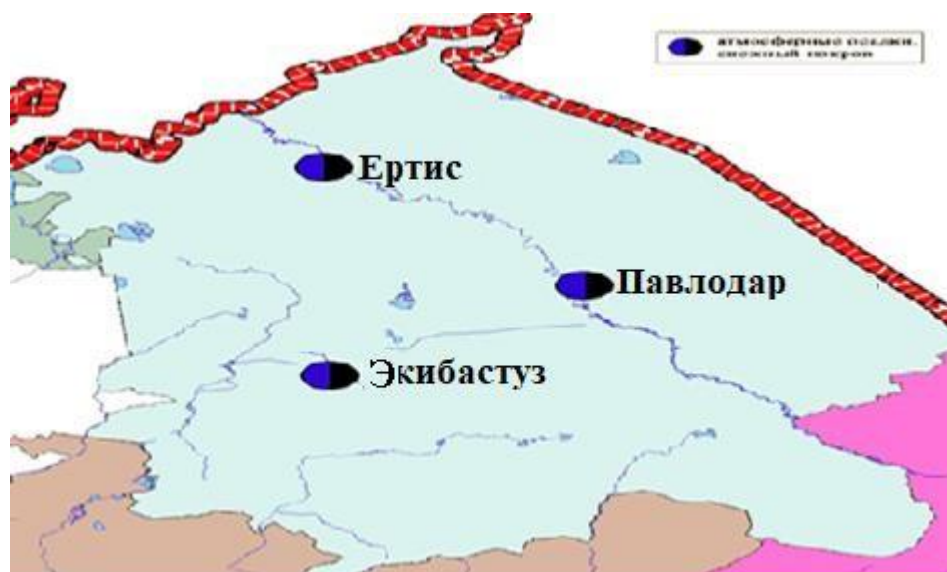 атмосферные осадки.
снежный покров
Ертис
Павлодар
Экибастуз